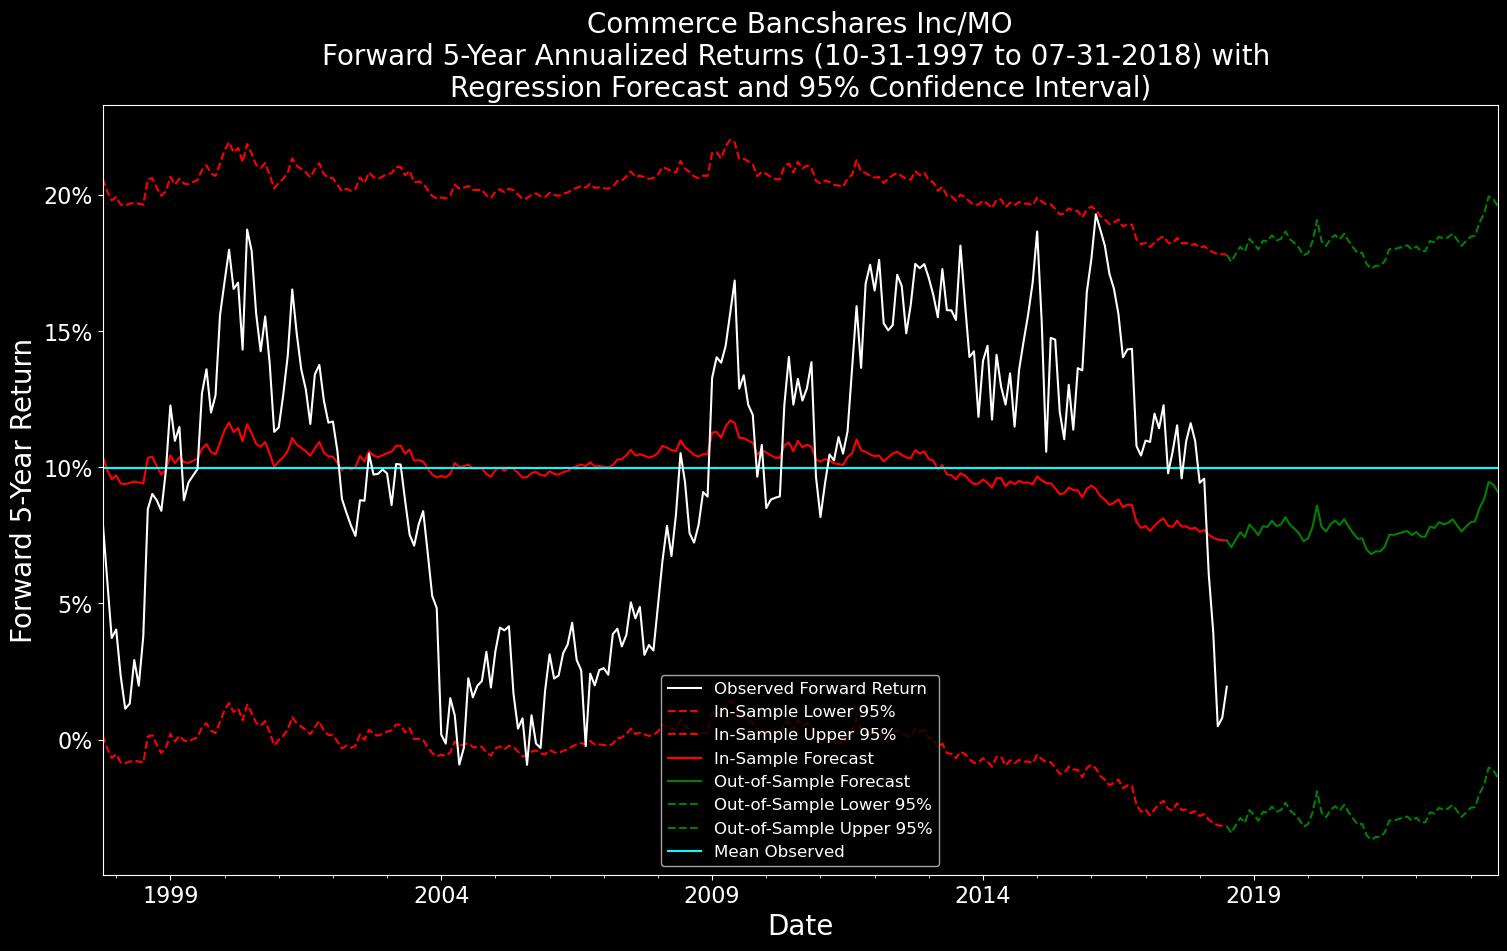 Commerce Bancshares Inc/MO
Forward 5-Year Annualized Returns (10-31-1997 to 07-31-2018) with
Regression Forecast and 95% Confidence Interval)
Forward 5-Year Return
20%
15%
10%
5%
0%
Observed Forward Return
In-Sample Lower 95%
In-Sample Upper 95%
In-Sample Forecast
Out-of-Sample Forecast
Out-of-Sample Lower 95%
Out-of-Sample Upper 95%
Mean Observed
1999 2004 2009 2014 2019
Date